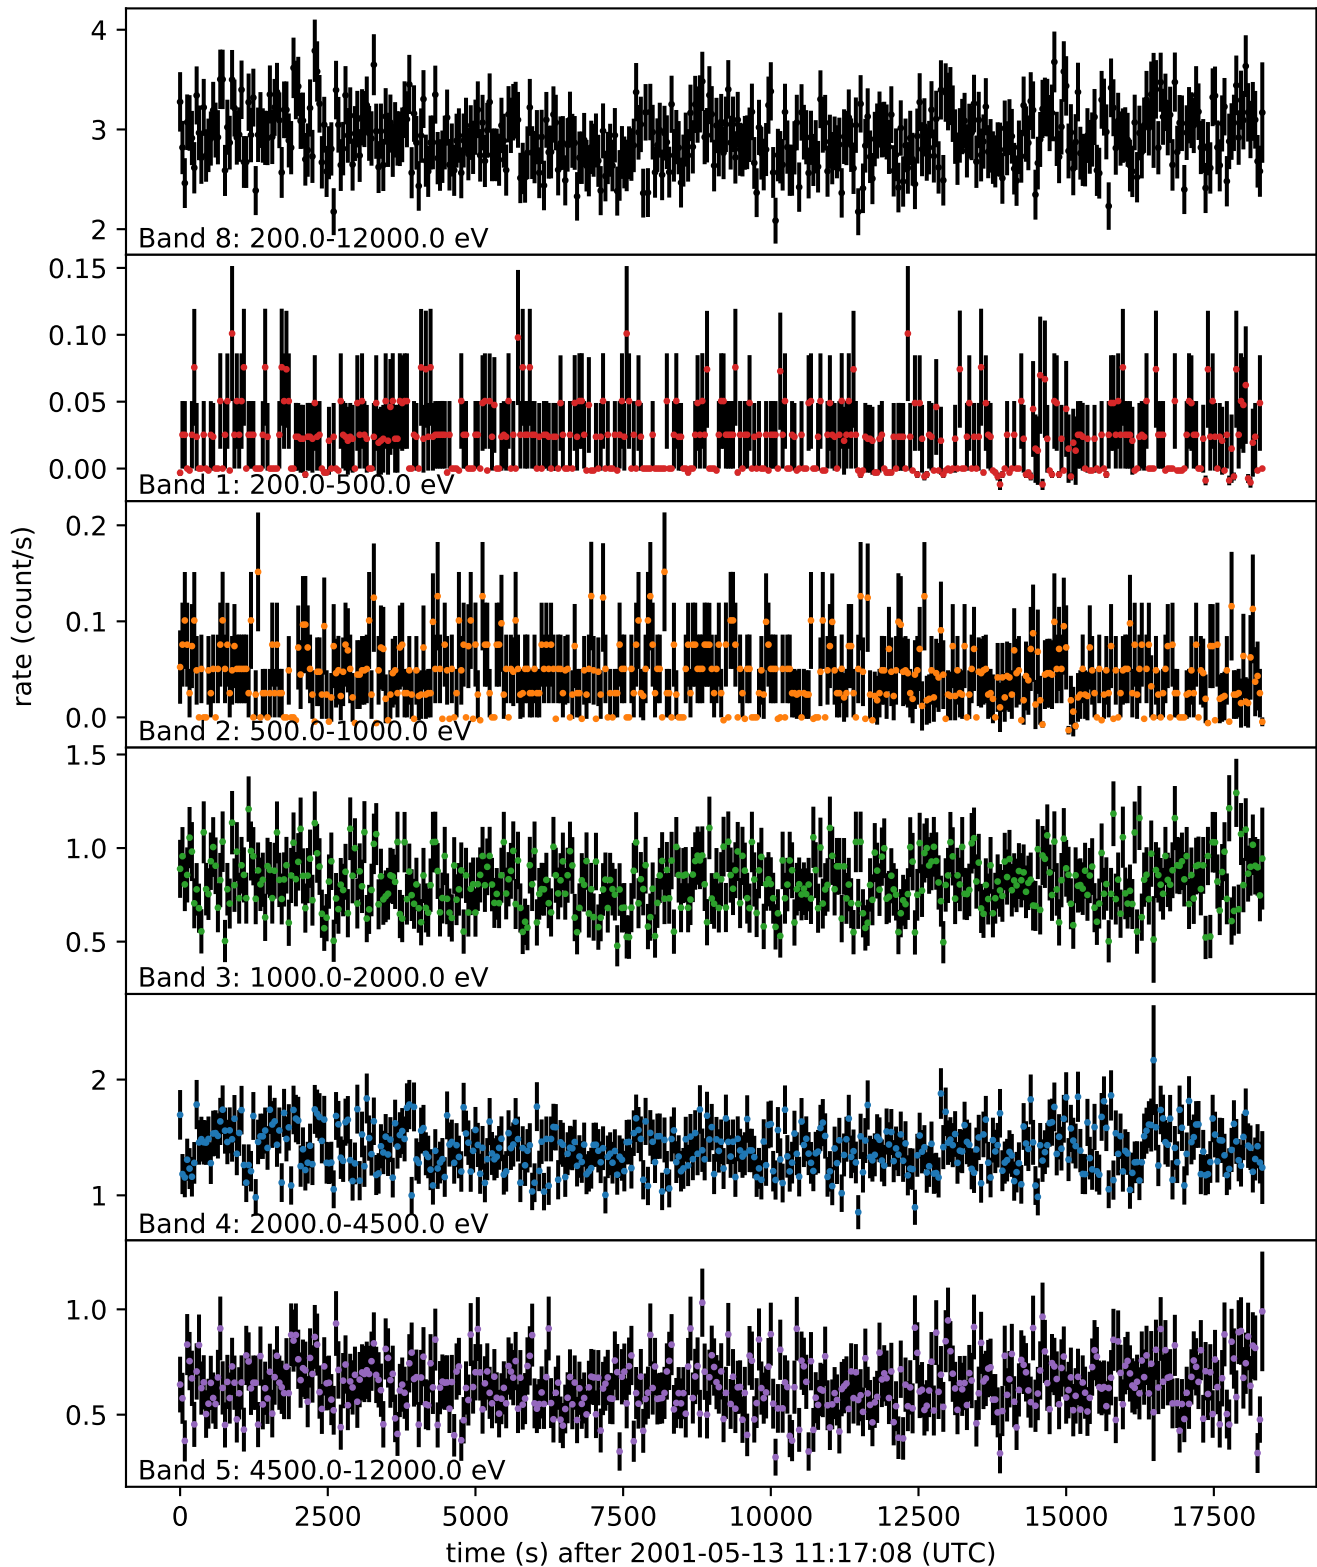 4
3
2
Band 8: 200.0-12000.0 eV
0.15
0.10
0.05
0.00
Band 1: 200.0-500.0 eV
0.2
0.1
0.0
Band 2: 500.0-1000.0 eV
rate (count/s)
1.5
1.0
0.5
Band 3: 1000.0-2000.0 eV
2
1
Band 4: 2000.0-4500.0 eV
1.0
0.5
Band 5: 4500.0-12000.0 eV
0 2500 5000 7500 10000 12500 15000 17500
time (s) after 2001-05-13 11:17:08 (UTC)